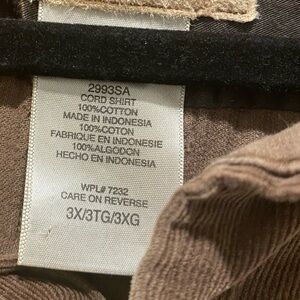 2993SA
CORD SHIRT
100%COTTON
MADE IN INDONESIA
100%COTON
FABRIQUE EN INDONESIE
100%ALGODON
HECHO EN INDONESIA
WPL# 7232
CARE ON REVERSE
3X/3TG/3XG